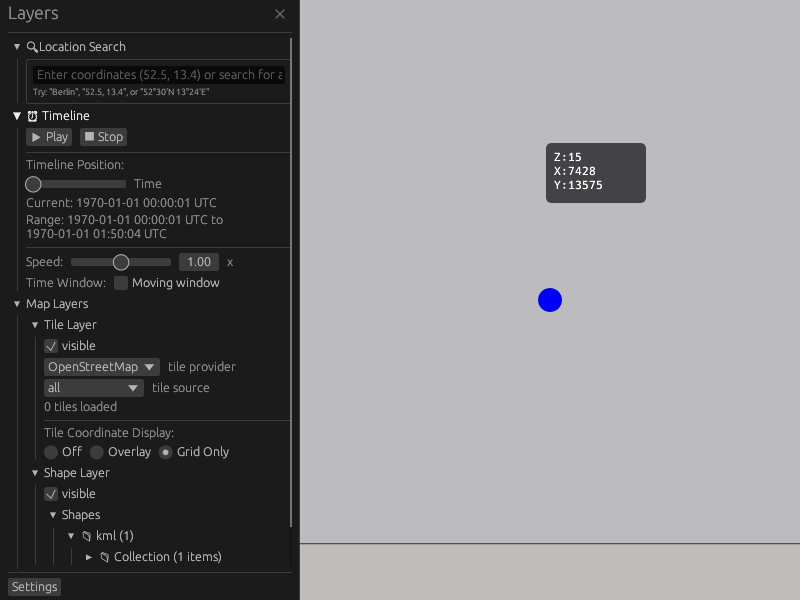 Layers
Location Search
Enter coordinates (52.5, 13.4) or search for a
Try: "Berlin", "52.5, 13.4", or "52°30'N 13°24'E"
Timeline
Play Stop
Timeline Position:
Time
Current: 1970-01-01 00:00:01 UTC
Range: 1970-01-01 00:00:01 UTC to
1970-01-01 01:50:04 UTC
Speed: 1.00 x
Time Window: Moving window
Map Layers
Tile Layer
visible
OpenStreetMap tile provider
all tile source
0 tiles loaded
Tile Coordinate Display:
Off Overlay Grid Only
Shape Layer
visible
Shapes
kml (1)
Collection (1 items)
Settings
Z:15
X:7428
Y:13575